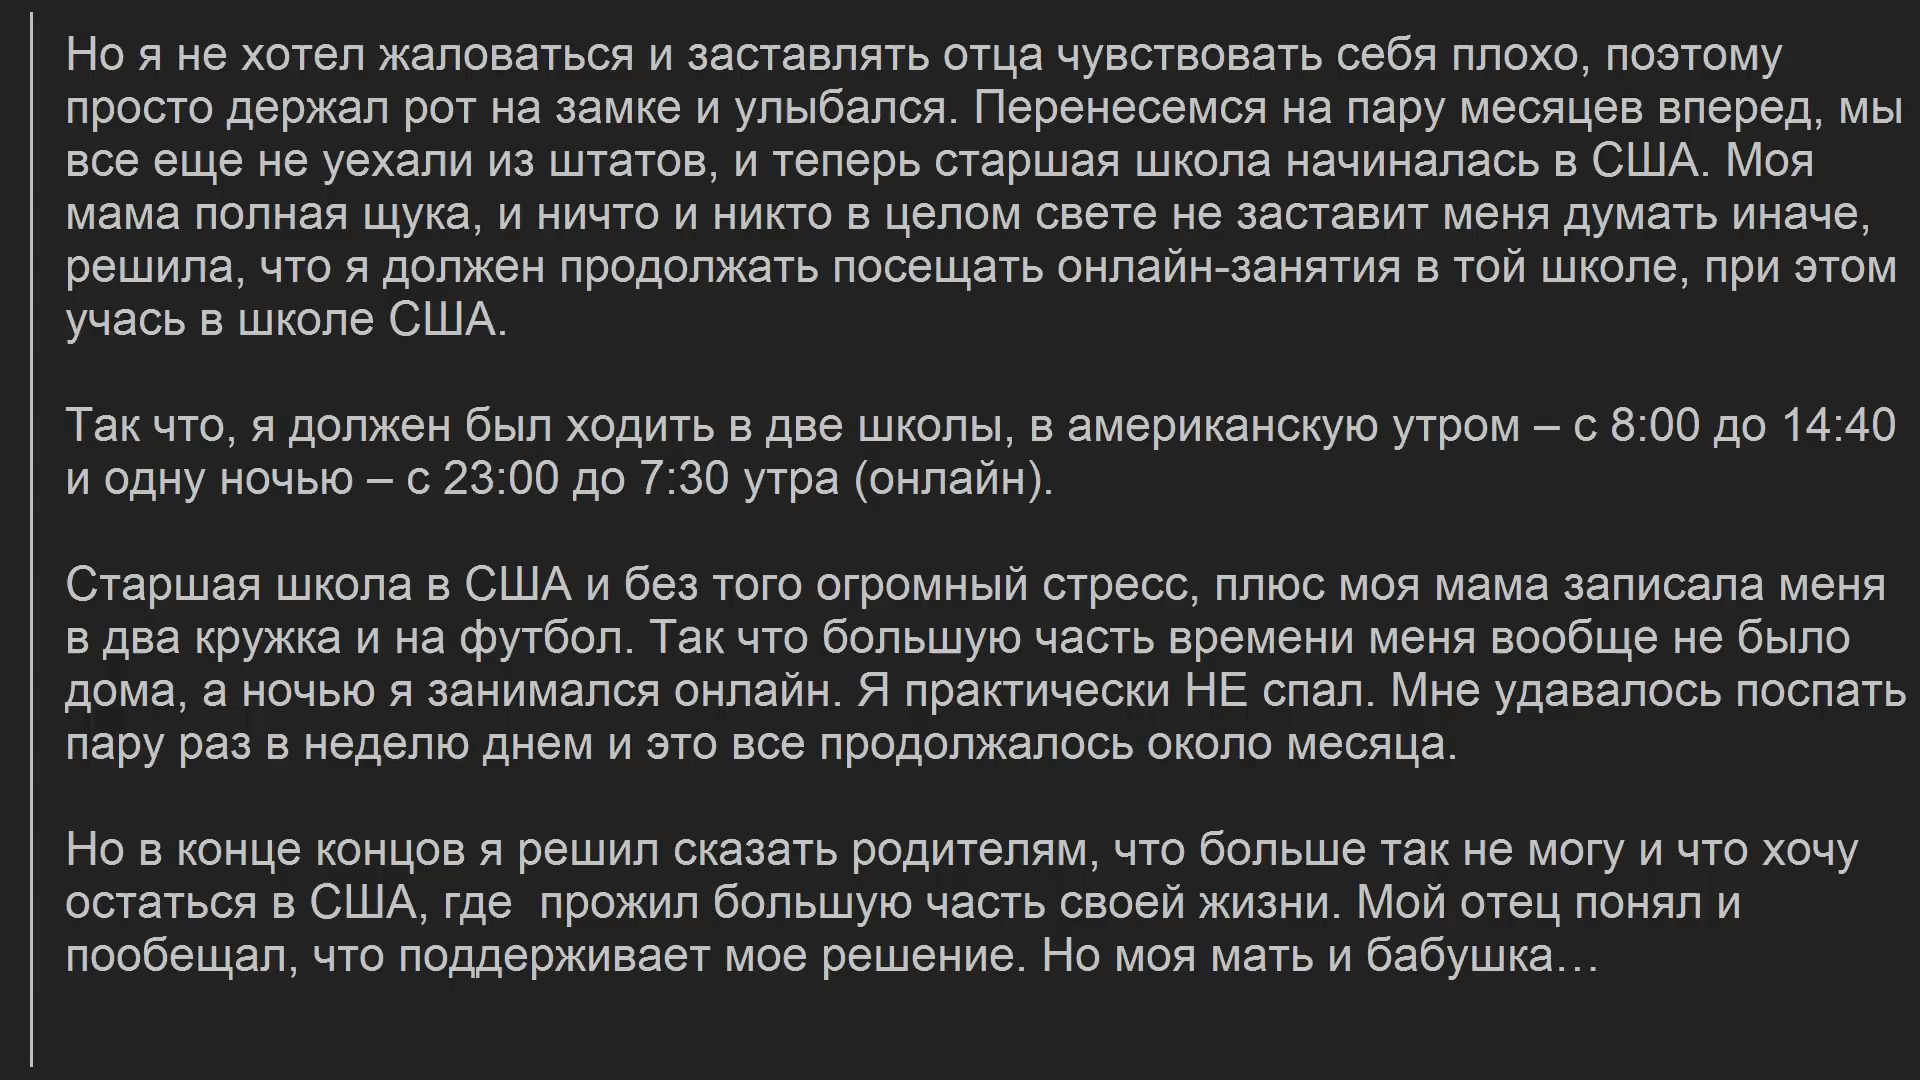 Но я не хотел жаловаться и заставлять отца чувствовать себя плохо, поэтому
просто держал рот на замке и улыбался. Перенесемся на пару месяцев вперед, мы
все еще не уехали из штатов, и теперь старшая школа начиналась в США. Моя
мама полная щука, и ничто и никто в целом свете не заставит меня думать иначе,
решила, что я должен продолжать посещать онлайн-занятия в той школе, при этом
учась в школе США.
Так что, я должен был ходить в две школы, в американскую утром – с 8:00 до 14:40
и одну ночью – с 23:00 до 7:30 утра (онлайн).
Старшая школа в США и без того огромный стресс, плюс моя мама записала меня
в два кружка и на футбол. Так что большую часть времени меня вообще не было
дома, а ночью я занимался онлайн. Я практически НЕ спал. Мне удавалось поспать
пару раз в неделю днем и это все продолжалось около месяца.
Но в конце концов я решил сказать родителям, что больше так не могу и что хочу
остаться в США, где  прожил большую часть своей жизни. Мой отец понял и
пообещал, что поддерживает мое решение. Но моя мать и бабушка…